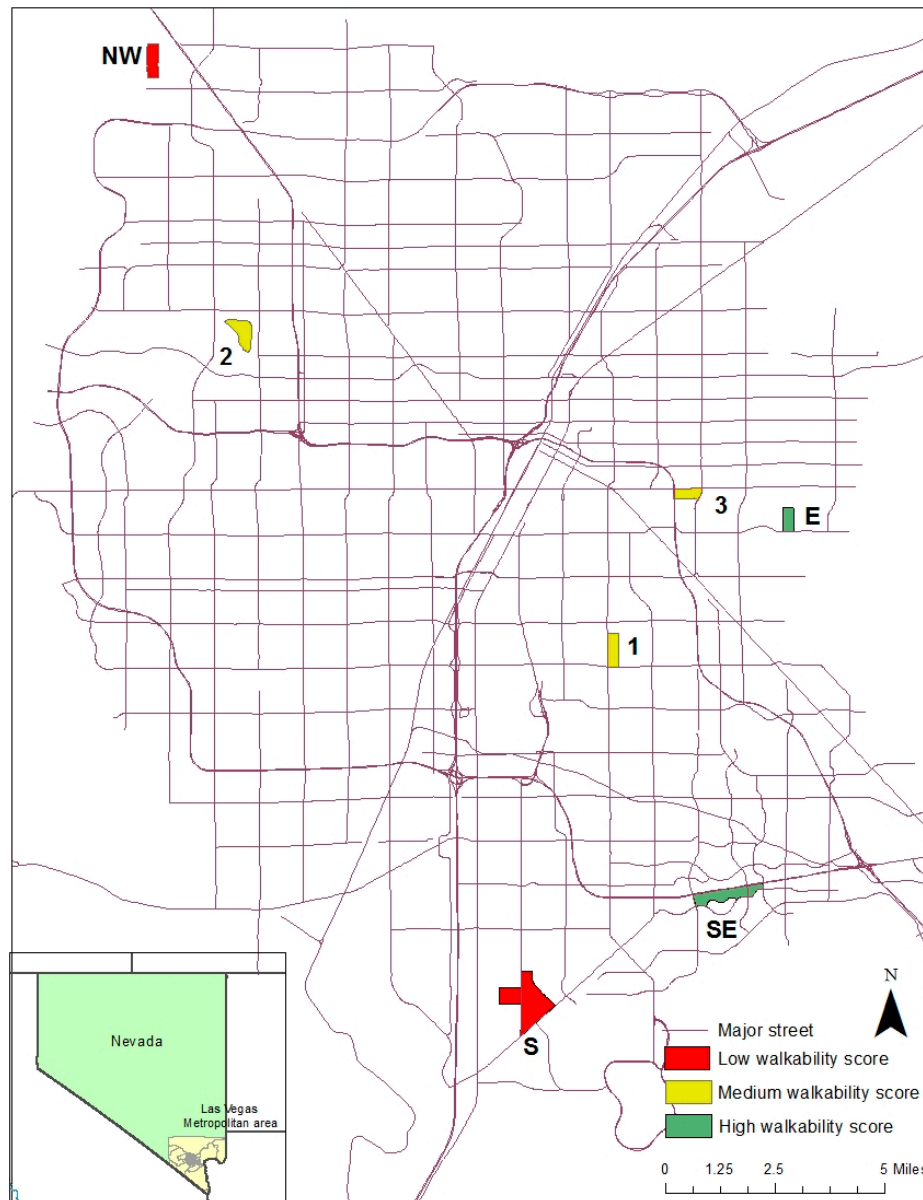 NW
2
3
E
1
SE
S
N
Nevada
Las Vegas
Metropolitan area
Major street
Low walkability score
Medium walkability score
High walkability score
0 1.25 2.5 5 Miles